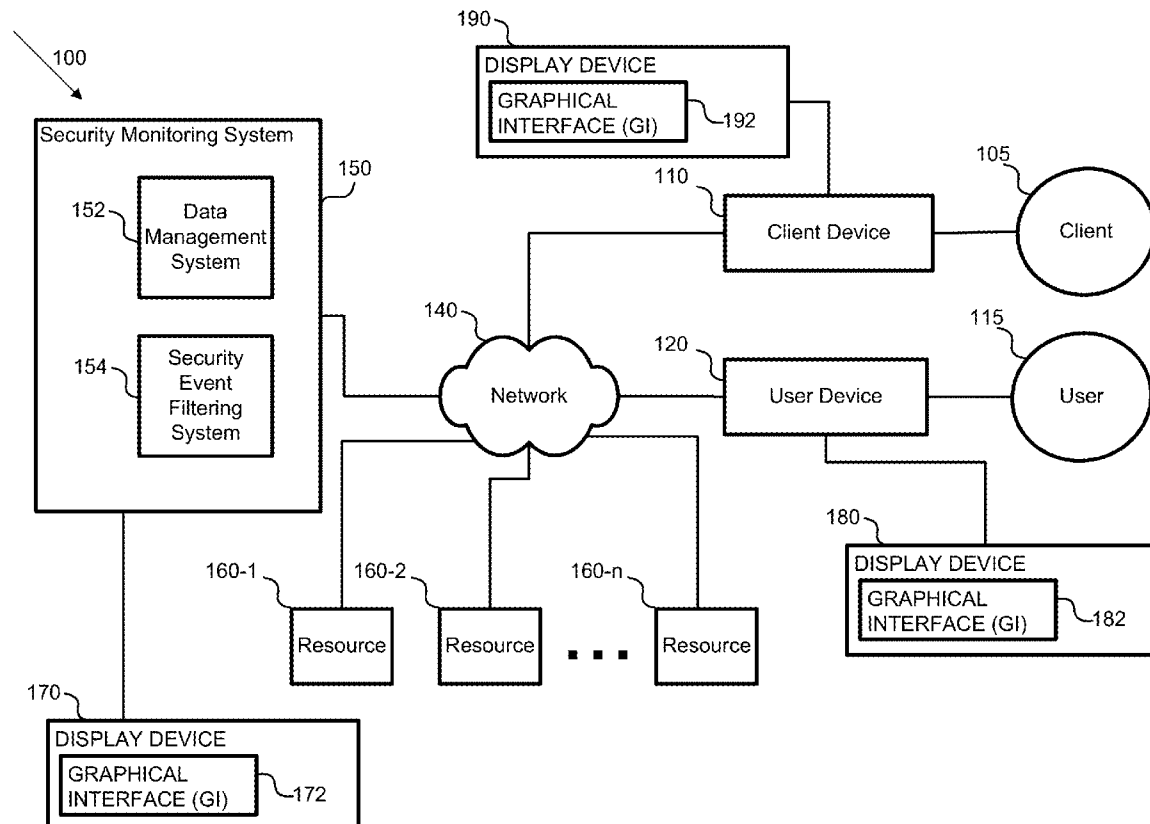 100
Security Monitoring System
150
152
Data
Management
System
154
Security
Event
Filtering
System
190
DISPLAY DEVICE
GRAPHICAL
INTERFACE (GI)
192
110
Client Device
105
Client
140
Network
120
User Device
115
User
180
DISPLAY DEVICE
GRAPHICAL
INTERFACE (GI)
182
160-1
Resource
160-2
Resource
160-n
Resource
170
DISPLAY DEVICE
GRAPHICAL
INTERFACE (GI)
172